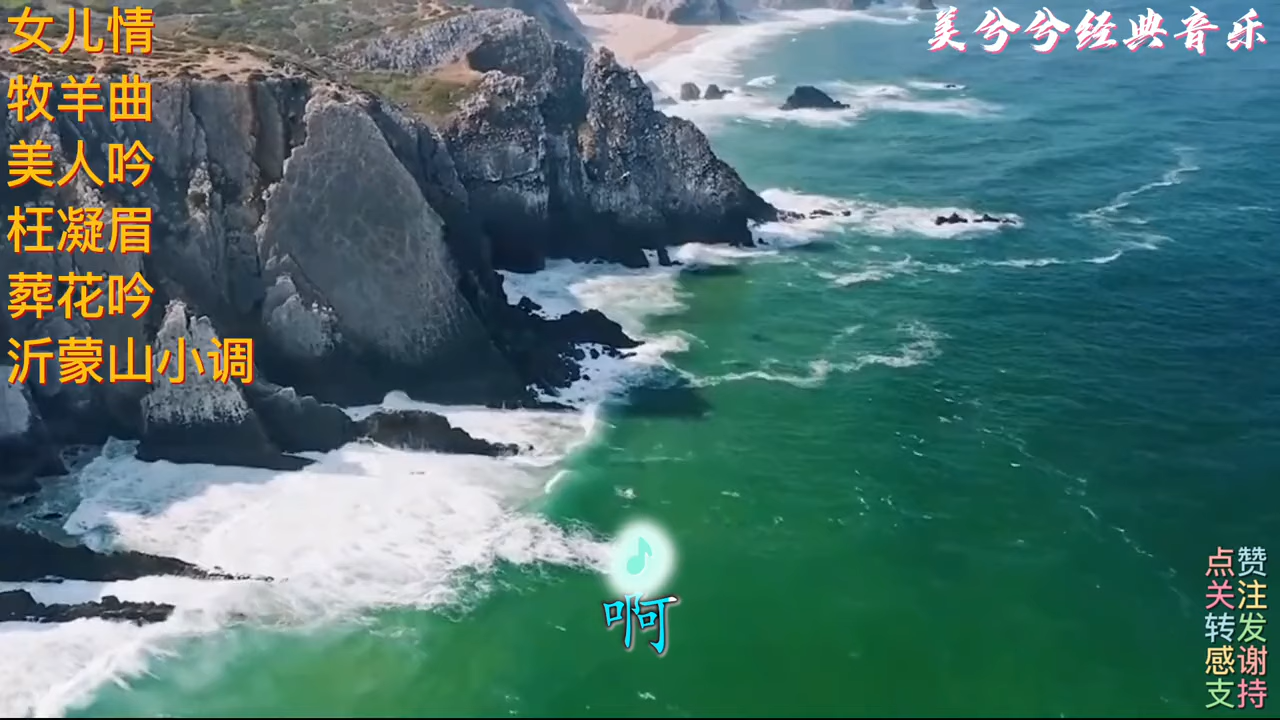 女儿情
牧羊曲
美人吟
枉凝眉
葬花吟
沂蒙山小调
美兮兮经典音乐
啊
点赞
关注
转发
感谢
支持